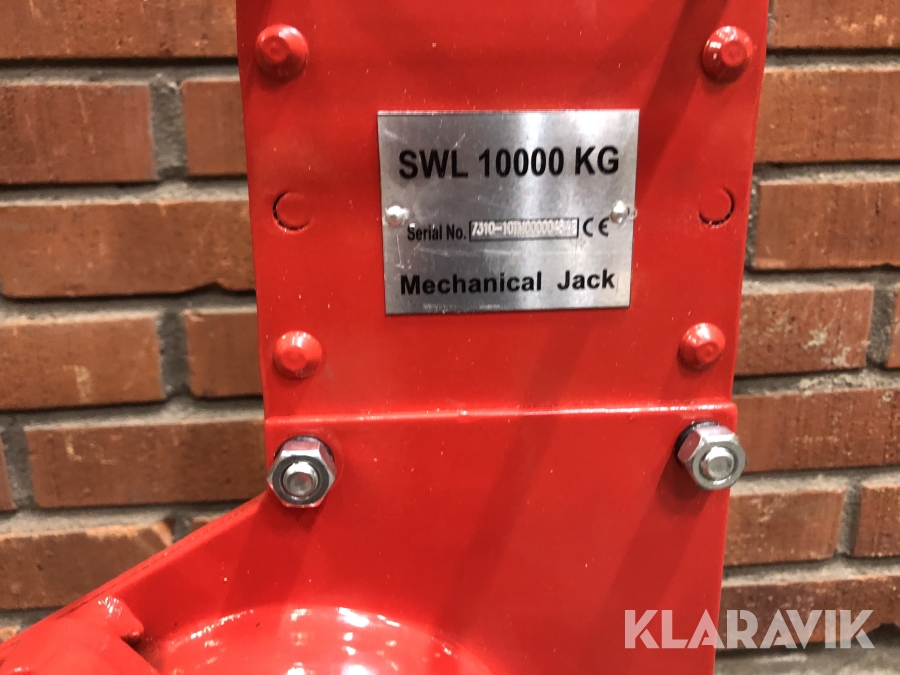 SWL 10000 KG
Serial No. CE
Mechanical Jack
KLARAVIK